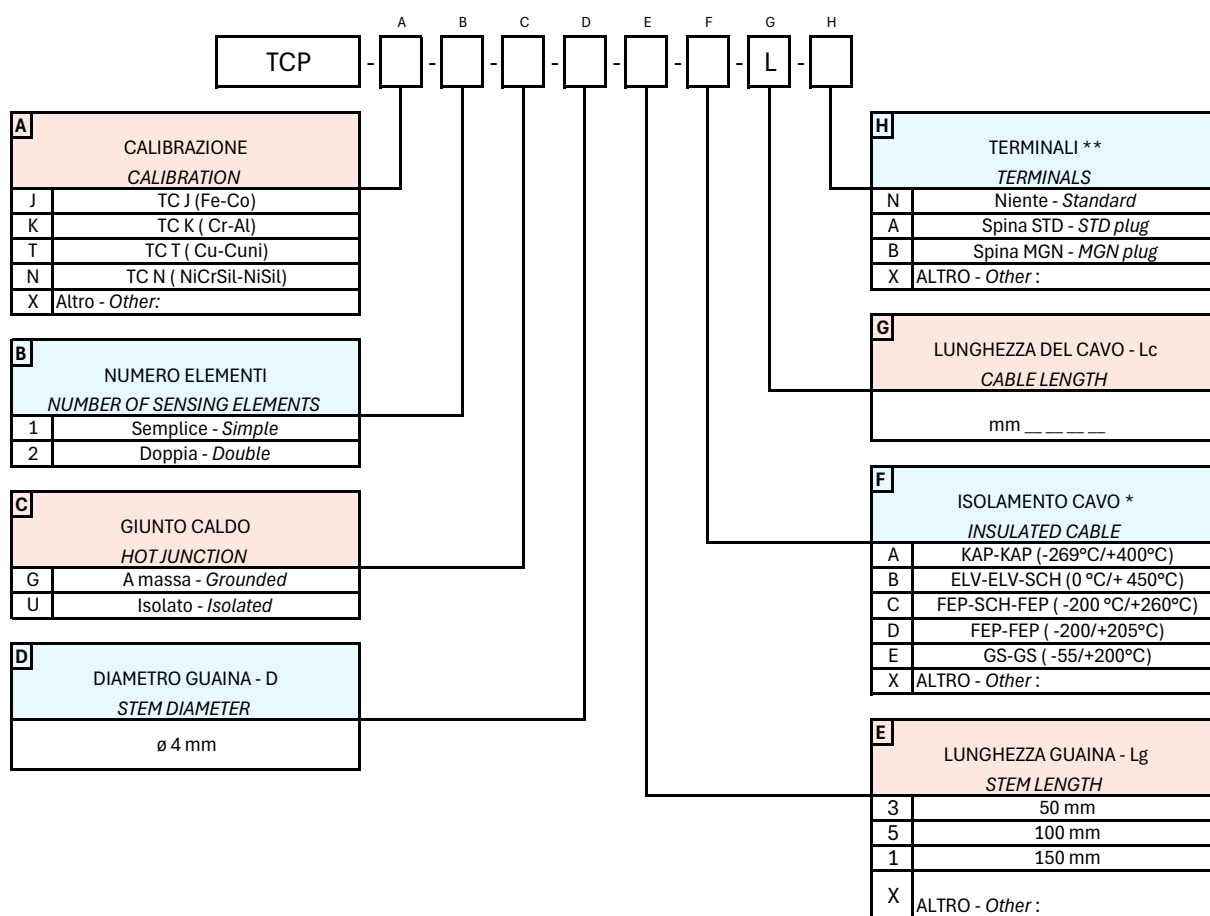 A B C D E F G H
TCP - - - - - - - L -
A
CALIBRAZIONE
CALIBRATION
J TC J (Fe-Co)
K TC K ( Cr-Al)
T TC T ( Cu-Cuni)
N TC N ( NiCrSil-NiSil)
X Altro - Other:
B
NUMERO ELEMENTI
NUMBER OF SENSING ELEMENTS
1 Semplice - Simple
2 Doppia - Double
C
GIUNTO CALDO
HOT JUNCTION
G A massa - Grounded
U Isolato - Isolated
D
DIAMETRO GUAINA - D
STEM DIAMETER
ø 4 mm
H
TERMINALI **
TERMINALS
N Niente - Standard
A Spina STD - STD plug
B Spina MGN - MGN plug
X ALTRO - Other :
G
LUNGHEZZA DEL CAVO - Lc
CABLE LENGTH
mm __ __ __ __
F
ISOLAMENTO CAVO *
INSULATED CABLE
A KAP-KAP (-269°C/+400°C)
B ELV-ELV-SCH (0 °C/+ 450°C)
C FEP-SCH-FEP ( -200 °C/+260°C)
D FEP-FEP ( -200/+205°C)
E GS-GS ( -55/+200°C)
X ALTRO - Other :
E
LUNGHEZZA GUAINA - Lg
STEM LENGTH
3 50 mm
5 100 mm
1 150 mm
X ALTRO - Other :